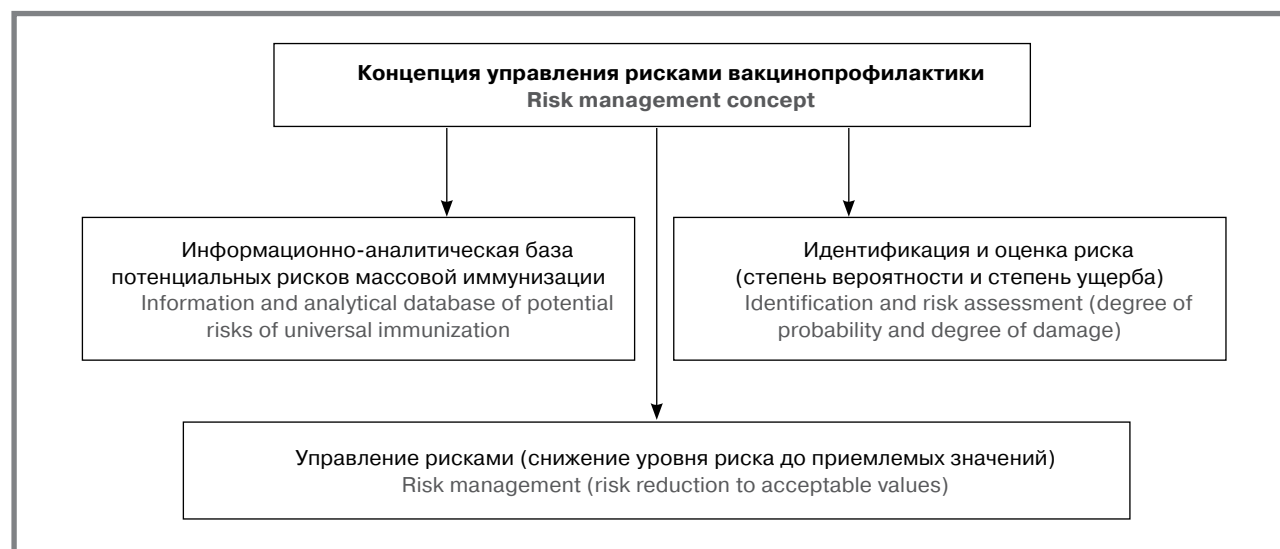 Концепция управления рисками вакцинопрофилактики
Risk management concept
Информационно-аналитическая база
потенциальных рисков массовой иммунизации
Information and analytical database of potential
risks of universal immunization
Идентификация и оценка риска
(степень вероятности и степень ущерба)
Identification and risk assessment (degree of
probability and degree of damage)
Управление рисками (снижение уровня риска до приемлемых значений)
Risk management (risk reduction to acceptable values)